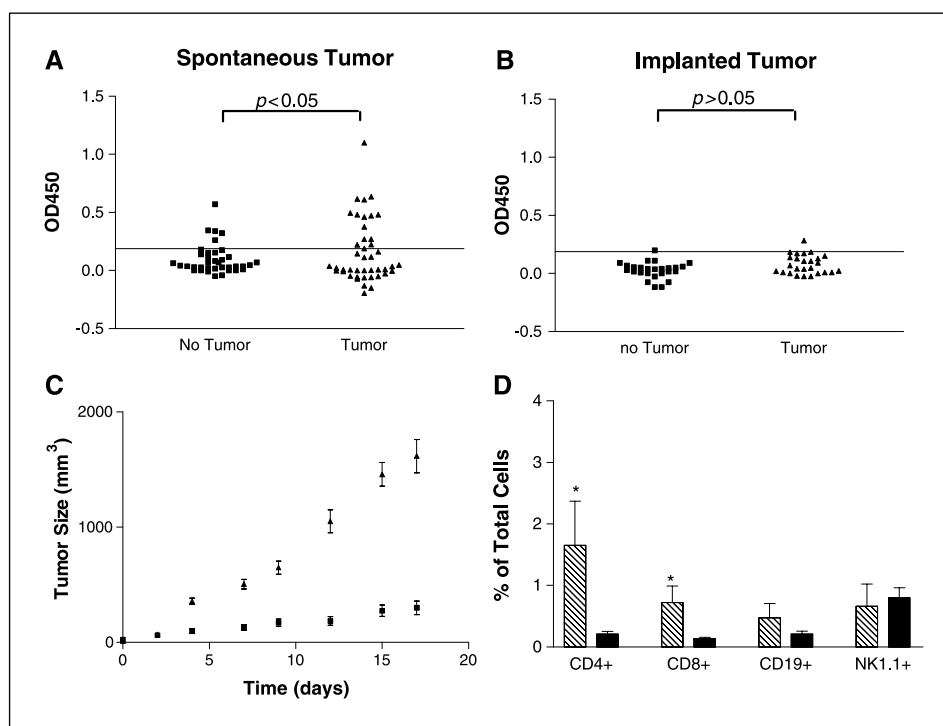 A
Spontaneous Tumor
p<0.05
1.5
1.0
0.5
0.0
-0.5
OD450
No Tumor
Tumor
B
Implanted Tumor
p>0.05
1.5
1.0
0.5
0.0
-0.5
OD450
no Tumor
Tumor
C
2000
1000
0
Tumor Size (mm³)
0
5
10
15
20
Time (days)
D
4
3
2
1
0
% of Total Cells
*
*
CD4+
CD8+
CD19+
NK1.1+